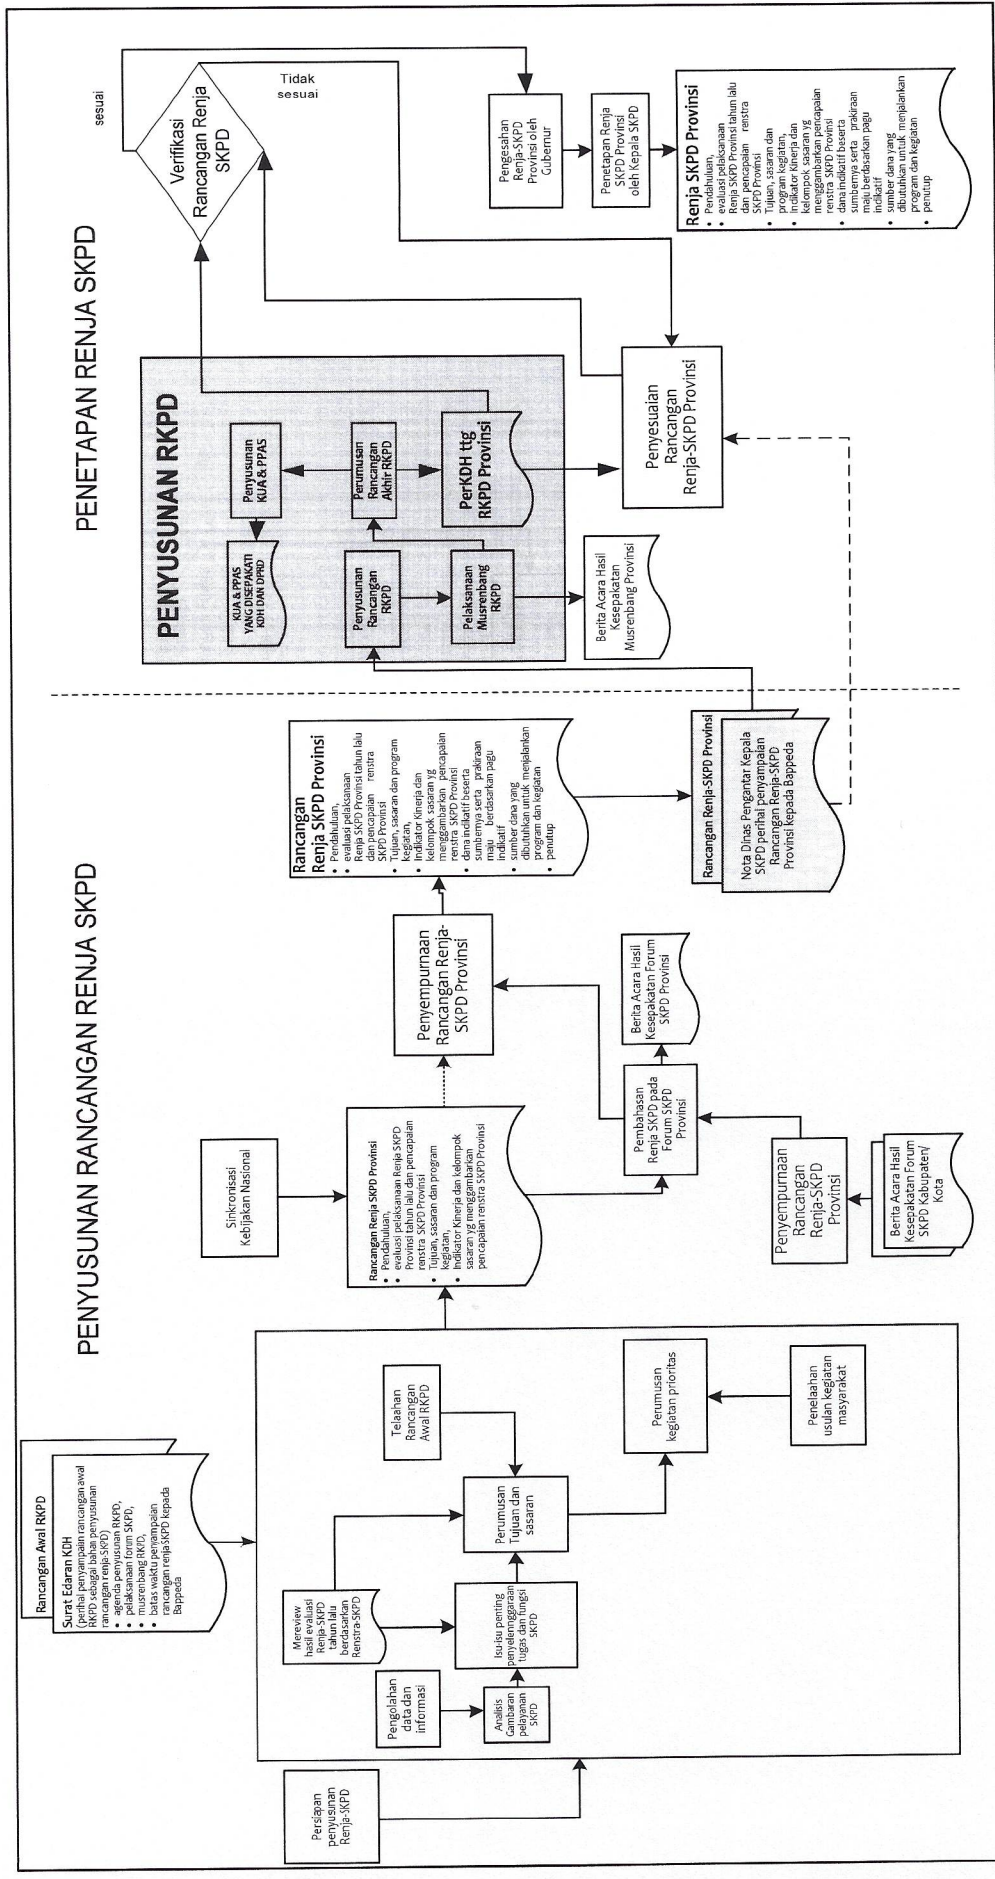 PENYUSUNAN RANCANGAN RENJA SKPD
PENETAPAN RENJA SKPD
Persiapan
penyusunan
Renja-SKPD
Rancangan Awal RKPD
Surat Edaran KDH
(perihal penyampain rancangan awal
RKPD sebagai bahan penyusunan
rancangan renja-SKPD)
• agenda penyusunan RKPD,
• pelaksanaan forum SKPD,
• musrenbang RKPD,
• batas waktu penyampaian
rancangan renjaSKPD kepada
Bappeda
Pengolahan
data dan
informasi
Analisis
Gambaran
pelayanan
SKPD
Mereview
hasil evaluasi
Renja-SKPD
tahun lalu
berdasarkan
Renstra-SKPD
Isu-isu penting
penyelenggaraan
tugas dan fungsi
SKPD
Telaahan
Rancangan
Awal RKPD
Perumusan
Tujuan dan
sasaran
Perumusan
kegiatan prioritas
Penelaahan
usulan kegiatan
masyarakat
Sinkronisasi
Kebijakan Nasional
Rancangan Renja SKPD Provinsi
• Pendahuluan,
• evaluasi pelaksanaan Renja SKPD
Provinsi tahun lalu dan pencapaian
renstra SKPD Provinsi
• Tujuan, sasaran dan program
kegiatan,
• Indikator Kinerja dan kelompok
sasaran yg menggambarkan
pencapaian renstra SKPD Provinsi
Penyempurnaan
Rancangan Renja-
SKPD Provinsi
Pembahasan
Renja SKPD pada
Forum SKPD
Provinsi
Berita Acara Hasil
Kesepakatan Forum
SKPD Provinsi
Penyempurnaan
Rancangan
Renja-SKPD
Provinsi
Berita Acara Hasil
Kesepakatan Forum
SKPD Kabupaten/
Kota
Rancangan
Renja SKPD Provinsi
• Pendahuluan,
• evaluasi pelaksanaan
Renja SKPD Provinsi tahun lalu
dan pencapaian renstra
SKPD Provinsi
• Tujuan, sasaran dan program
kegiatan,
• Indikator Kinerja dan
kelompok sasaran yg
menggambarkan pencapaian
renstra SKPD Provinsi
• dana indikatif beserta
sumbernya serta prakiraan
maju berdasarkan pagu
indikatif
• sumber dana yang
dibutuhkan untuk menjalankan
program dan kegiatan
• penutup
Rancangan Renja-SKPD Provinsi
Nota Dinas Pengantar Kepala
SKPD perihal penyampaian
Rancangan Renja-SKPD
Provinsi kepada Bappeda
PENYUSUNAN RKPD
KUA & PPAS
YANG DISEPAKATI
KDH DAN DPRD
Penyusunan
KUA & PPAS
Penyusunan
Rancangan
RKPD
Perumusan
Rancangan
Akhir RKPD
Pelaksanaan
Musrenbang
RKPD
PerKDH ttg
RKPD Provinsi
Berita Acara Hasil
Kesepakatan
Musrenbang Provinsi
Penyesuaian
Rancangan
Renja-SKPD Provinsi
Verifikasi
Rancangan Renja
SKPD
sesuai
Tidak
sesuai
Pengesahan
Renja-SKPD
Provinsi oleh
Gubernur
Penetapan Renja
SKPD Provinsi
oleh Kepala SKPD
Renja SKPD Provinsi
• Pendahuluan,
• evaluasi pelaksanaan
Renja SKPD Provinsi tahun lalu
dan pencapaian renstra
SKPD Provinsi
• Tujuan, sasaran dan
program kegiatan,
• Indikator Kinerja dan
kelompok sasaran yg
menggambarkan pencapaian
renstra SKPD Provinsi
• dana indikatif beserta
sumbernya serta prakiraan
maju berdasarkan pagu
indikatif
• sumber dana yang
dibutuhkan untuk menjalankan
program dan kegiatan
• penutup